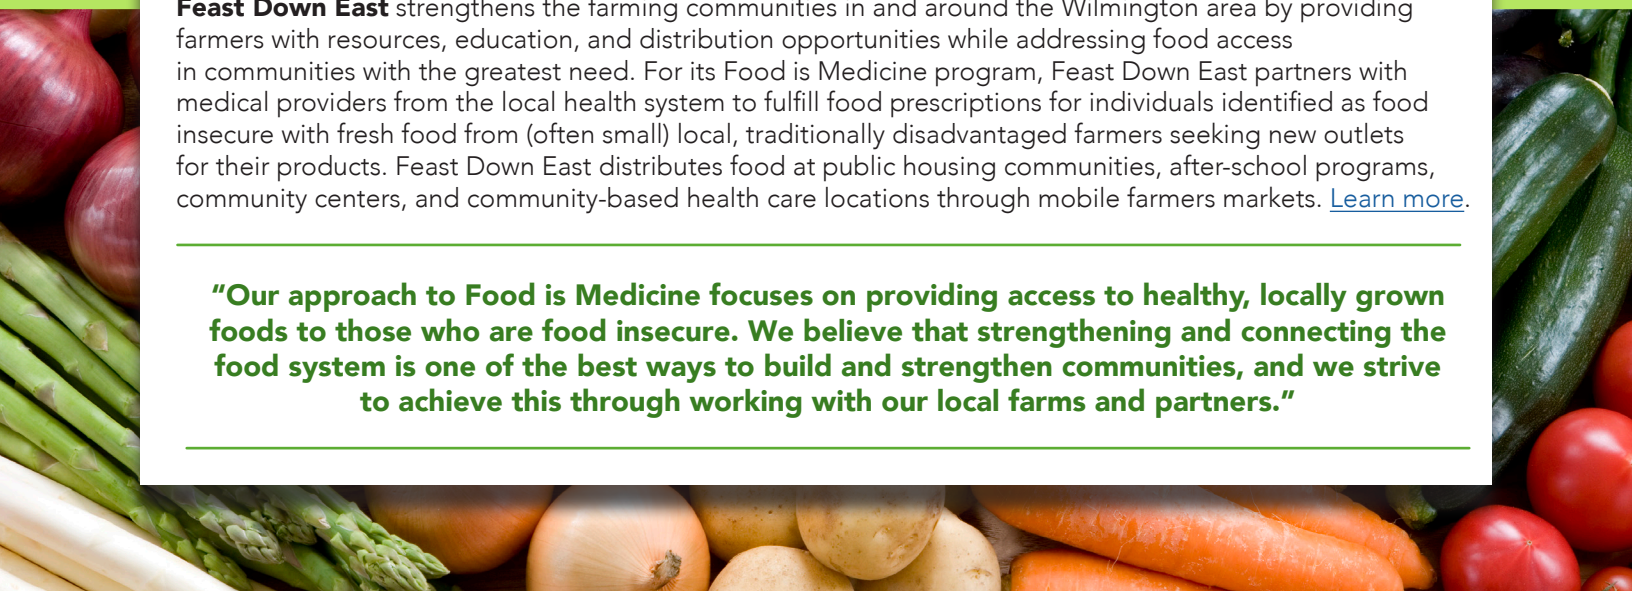 Feast Down East strengthens the farming communities in and around the Wilmington area by providing
farmers with resources, education, and distribution opportunities while addressing food access
in communities with the greatest need. For its Food is Medicine program, Feast Down East partners with
medical providers from the local health system to fulfill food prescriptions for individuals identified as food
insecure with fresh food from (often small) local, traditionally disadvantaged farmers seeking new outlets
for their products. Feast Down East distributes food at public housing communities, after-school programs,
community centers, and community-based health care locations through mobile farmers markets. Learn more.
“Our approach to Food is Medicine focuses on providing access to healthy, locally grown
foods to those who are food insecure. We believe that strengthening and connecting the
food system is one of the best ways to build and strengthen communities, and we strive
to achieve this through working with our local farms and partners.”